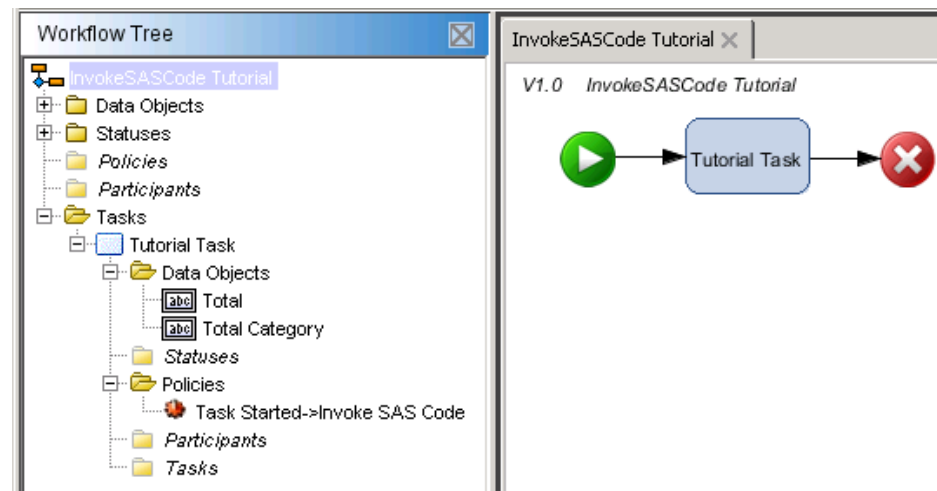 Workflow Tree
InvokeSASCode Tutorial
Data Objects
Statuses
Policies
Participants
Tasks
Tutorial Task
Data Objects
abc Total
abc Total Category
Statuses
Policies
Task Started->Invoke SAS Code
Participants
Tasks
InvokeSASCode Tutorial
V1.0 InvokeSASCode Tutorial
Tutorial Task